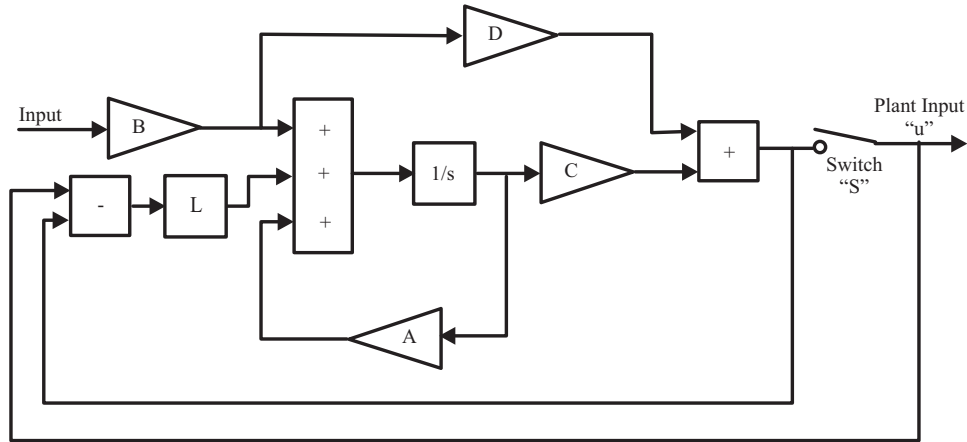 D
Input
B
+
Plant Input
“u”
+
1/s
C
+
Switch
“S”
-
L
+
A